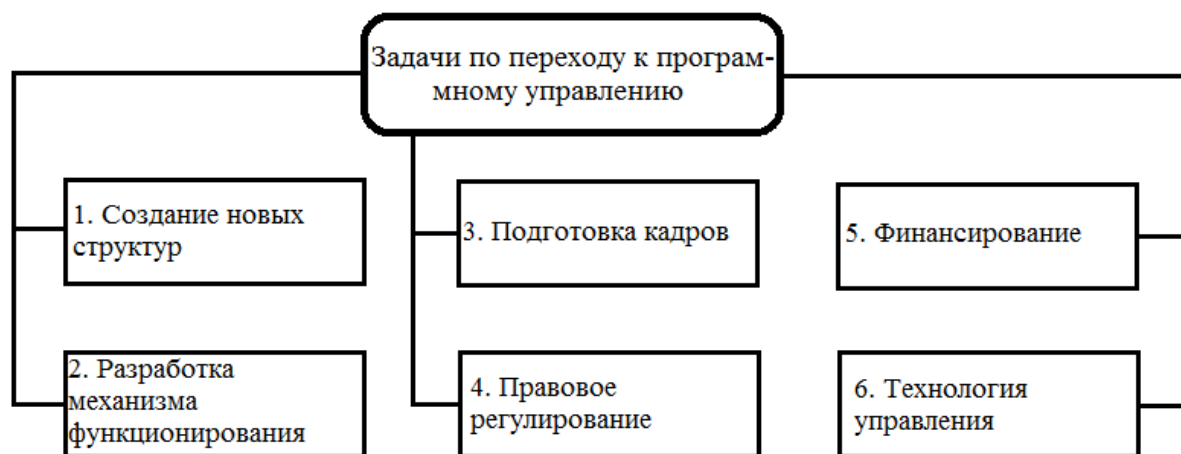 Задачи по переходу к програм-
мному управлению
1. Создание новых
структур
2. Разработка
механизма
функционирования
3. Подготовка кадров
4. Правовое
регулирование
5. Финансирование
6. Технология
управления